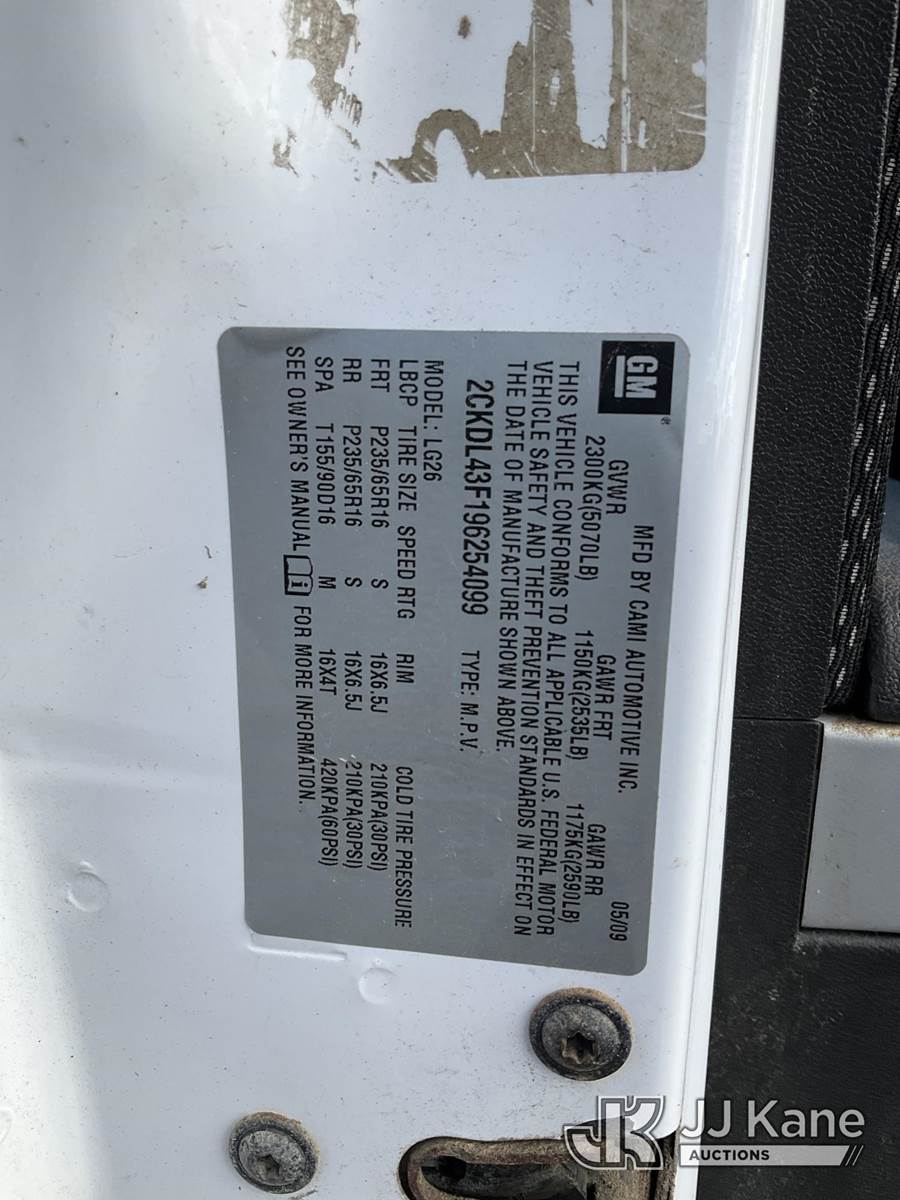 GM ®
MFD BY CAMI AUTOMOTIVE INC. 05/09
GVWR GAWR FRT GAWR RR
2300KG(5070LB) 1150KG(2535LB) 1175KG(2590LB)
THIS VEHICLE CONFORMS TO ALL APPLICABLE U.S. FEDERAL MOTOR
VEHICLE SAFETY AND THEFT PREVENTION STANDARDS IN EFFECT ON
THE DATE OF MANUFACTURE SHOWN ABOVE.
2CKDL43F196254099 TYPE: M.P.V.
MODEL: LG26
LBCP TIRE SIZE SPEED RTG RIM COLD TIRE PRESSURE
FRT P235/65R16 S 16X6.5J 210KPA(30PSI)
RR P235/65R16 S 16X6.5J 210KPA(30PSI)
SPA T155/90D16 M 16X4T 420KPA(60PSI)
SEE OWNER'S MANUAL i FOR MORE INFORMATION.
JK JJ Kane
AUCTIONS